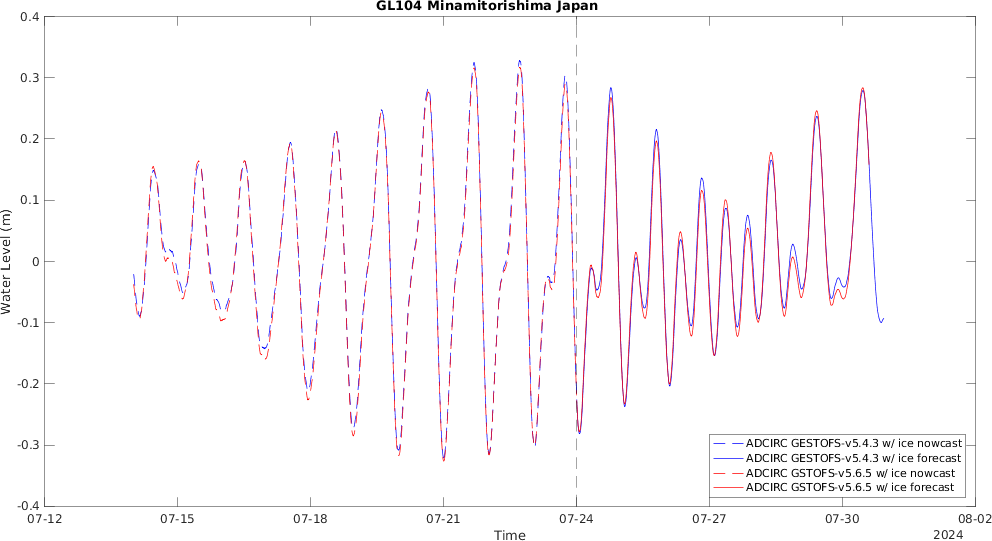 GL104 Minamitorishima Japan
0.4
0.3
0.2
0.1
0
-0.1
-0.2
-0.3
-0.4
Water Level (m)
ADCIRC GESTOFS-v5.4.3 w/ ice nowcast
ADCIRC GESTOFS-v5.4.3 w/ ice forecast
ADCIRC GSTOFS-v5.6.5 w/ ice nowcast
ADCIRC GSTOFS-v5.6.5 w/ ice forecast
07-12 07-15 07-18 07-21 07-24 07-27 07-30 08-02
Time
2024